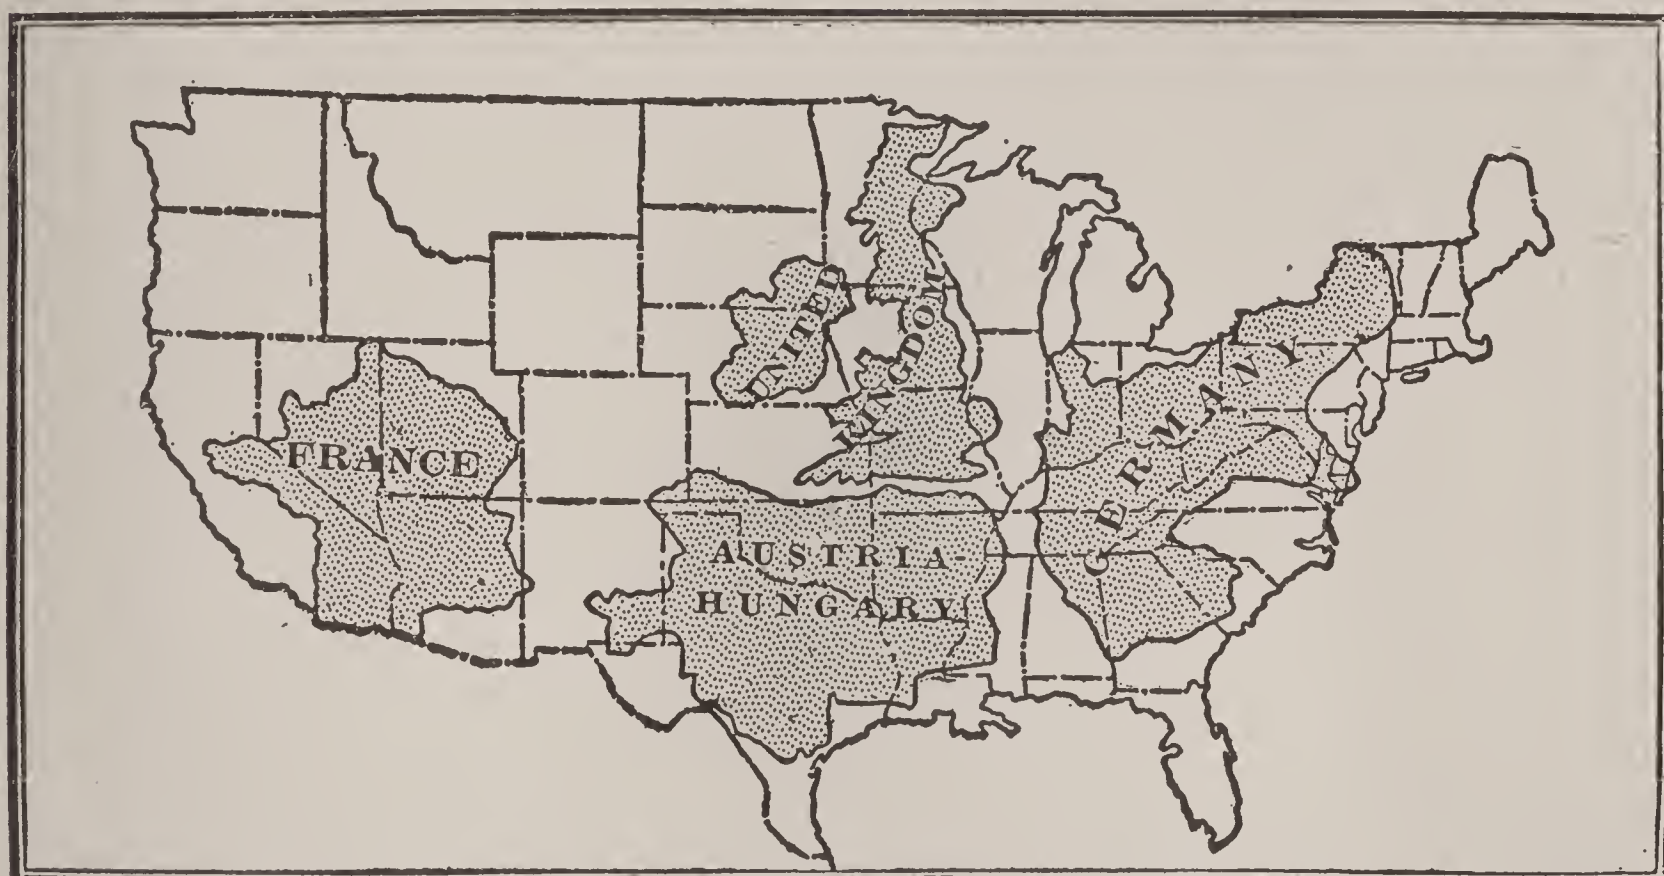 UNITED
KINGDOM
FRANCE
GERMANY
AUSTRIA-
HUNGARY